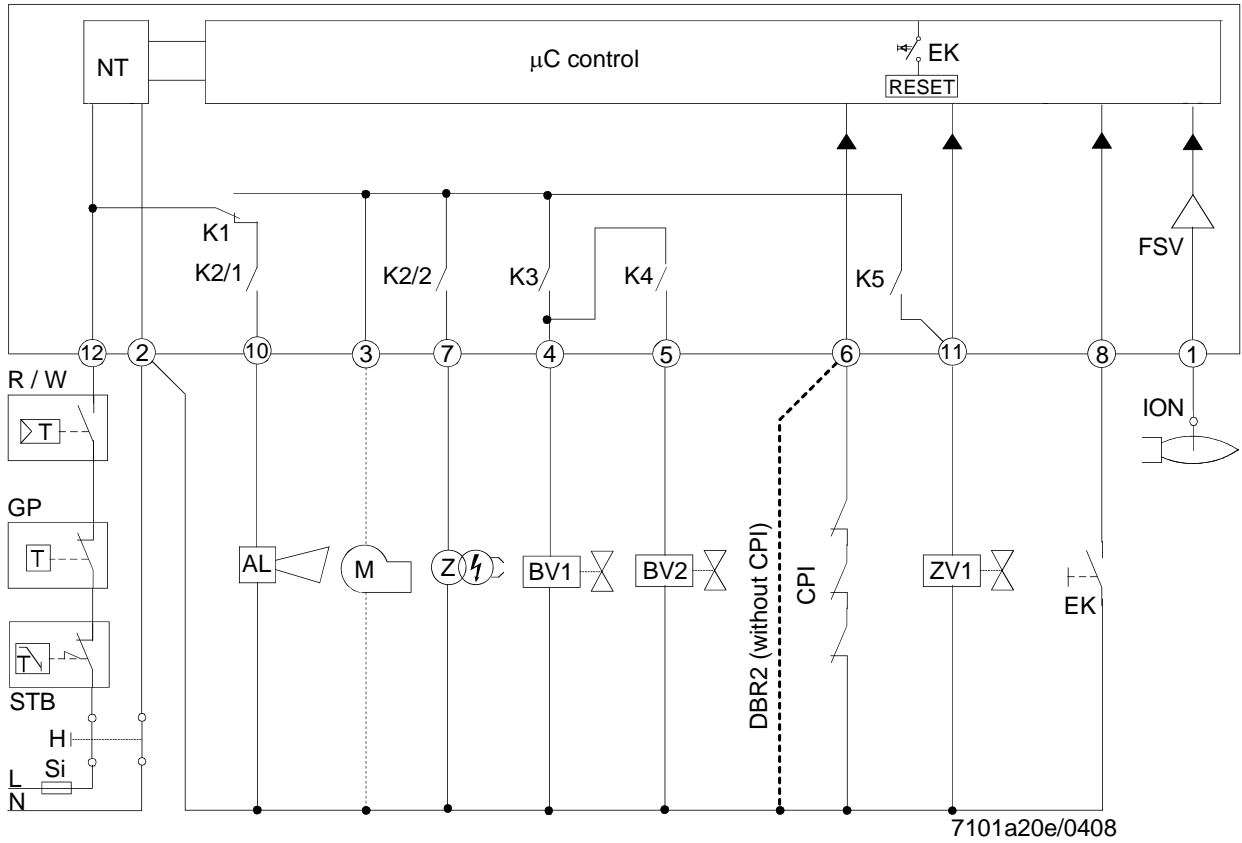 NT
μC control
EK
RESET
FSV
K1
K2/1
K2/2
K3
K4
K5
12
2
10
3
7
4
5
6
11
8
1
R / W
T
GP
T
STB
T
H
Si
L
N
AL
M
Z
BV1
BV2
DBR2 (without CPI)
CPI
ZV1
EK
ION
7101a20e/0408